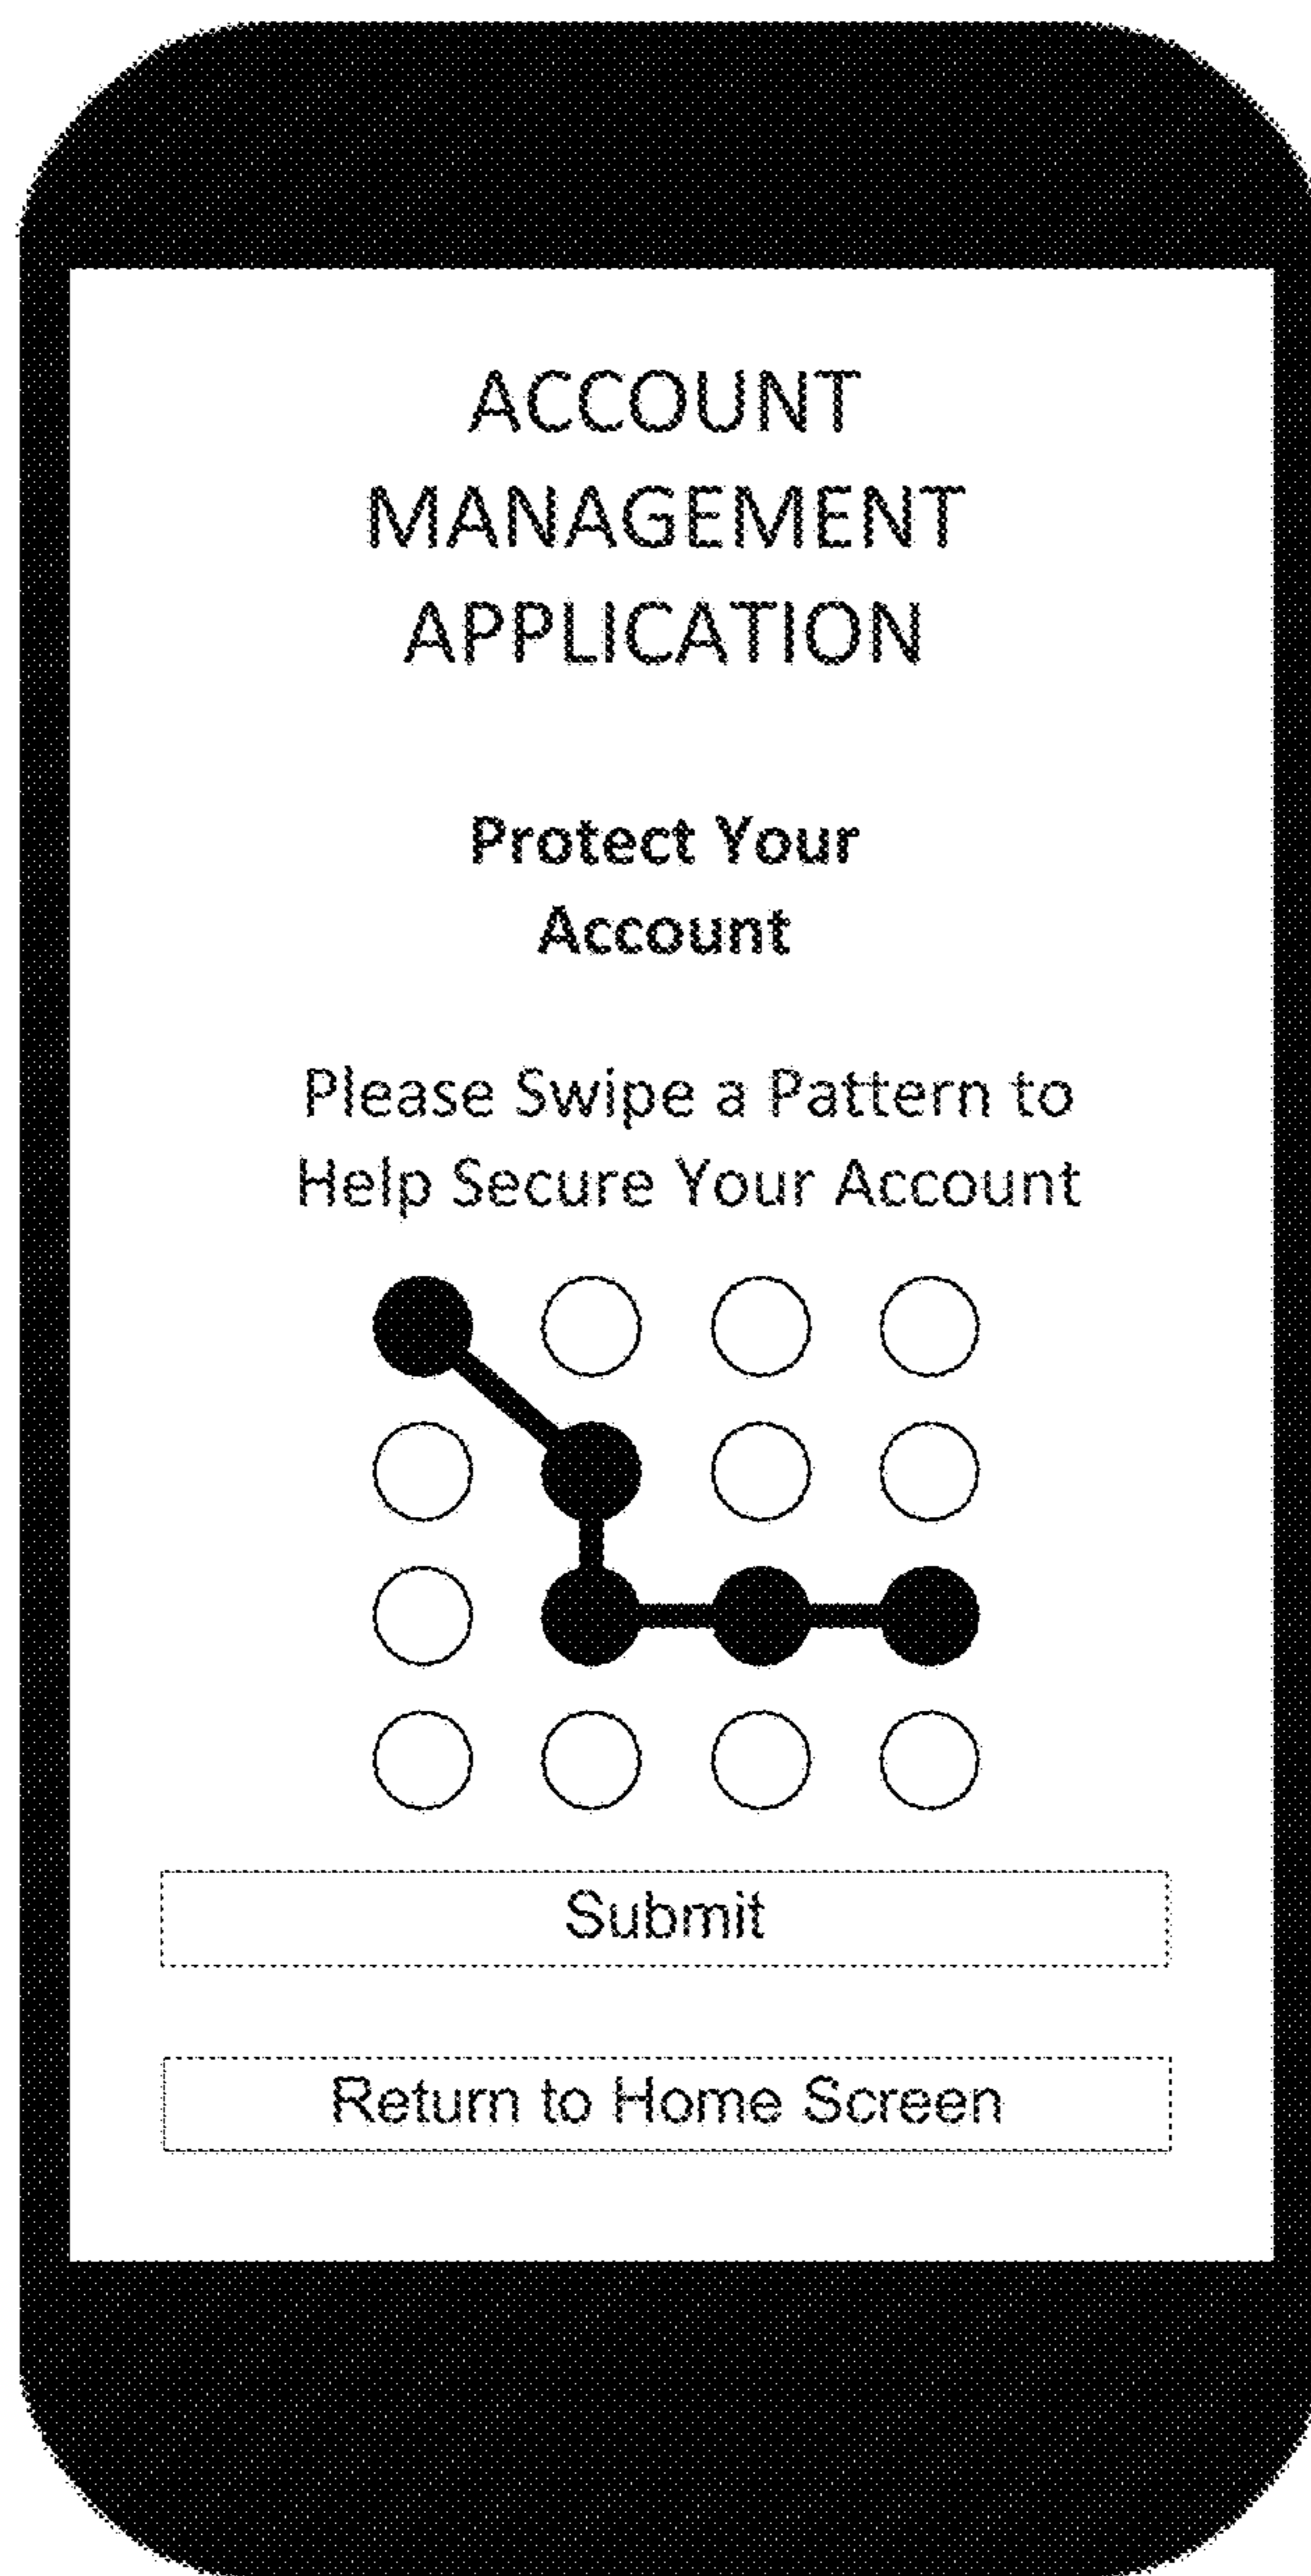 ACCOUNT
MANAGEMENT
APPLICATION
Protect Your
Account
Please Swipe a Pattern to
Help Secure Your Account
Submit
Return to Home Screen